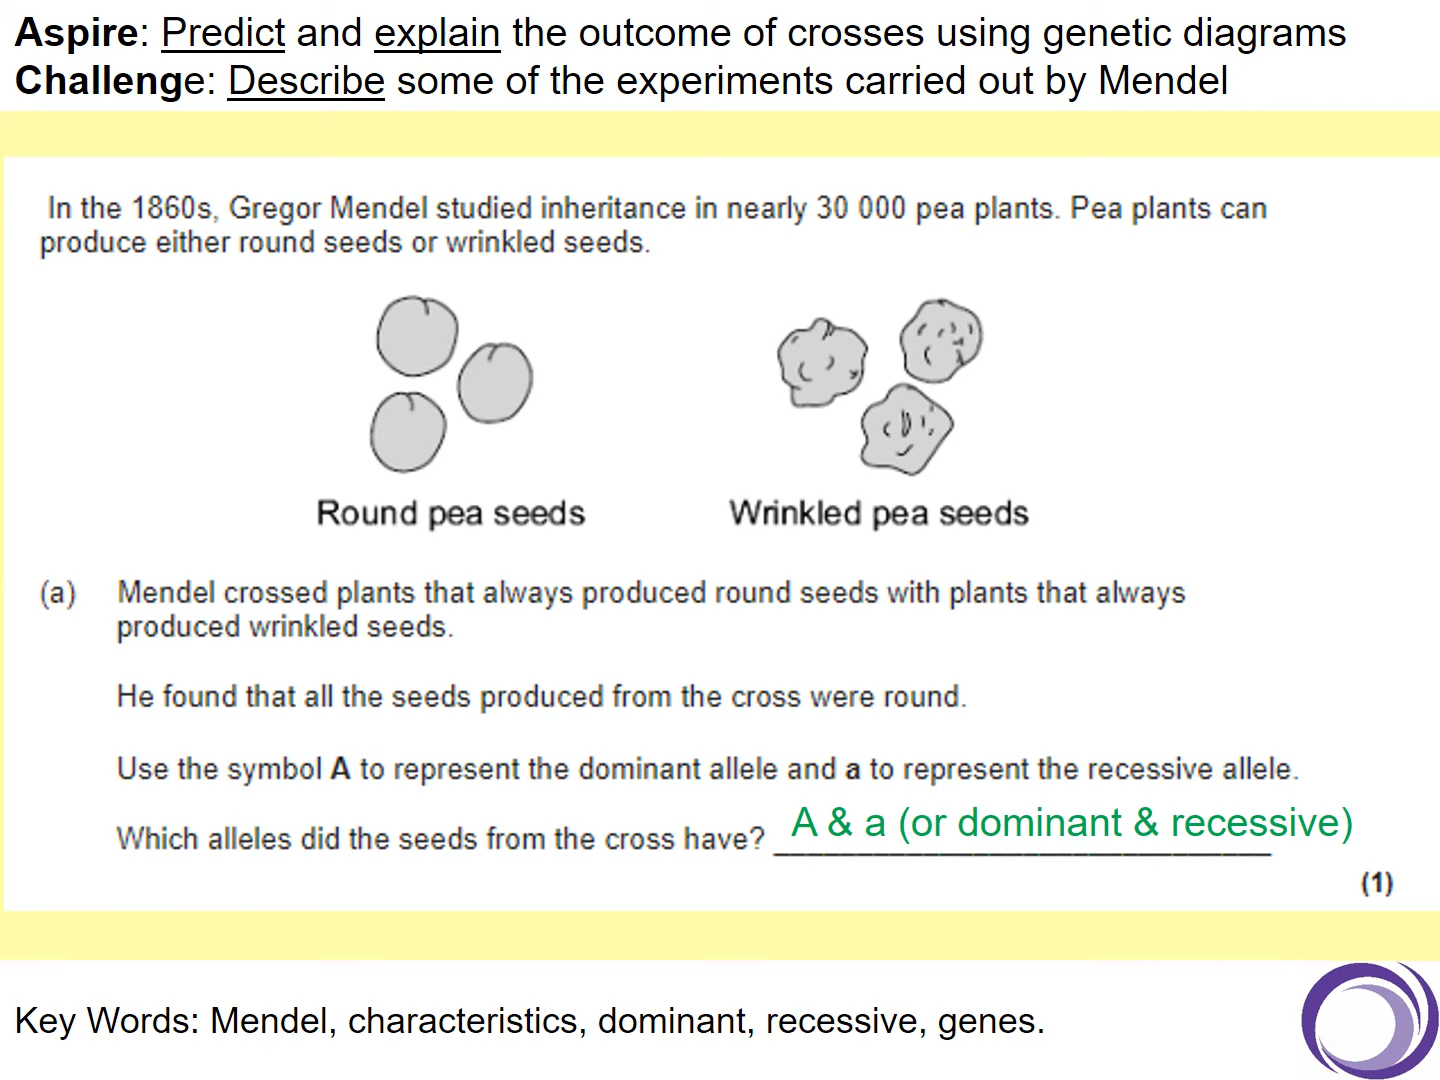 Aspire: Predict and explain the outcome of crosses using genetic diagrams
Challenge: Describe some of the experiments carried out by Mendel
In the 1860s, Gregor Mendel studied inheritance in nearly 30 000 pea plants. Pea plants can
produce either round seeds or wrinkled seeds.
Round pea seeds
Wrinkled pea seeds
(a) Mendel crossed plants that always produced round seeds with plants that always
produced wrinkled seeds.
He found that all the seeds produced from the cross were round.
Use the symbol A to represent the dominant allele and a to represent the recessive allele.
Which alleles did the seeds from the cross have? A & a (or dominant & recessive)
(1)
Key Words: Mendel, characteristics, dominant, recessive, genes.